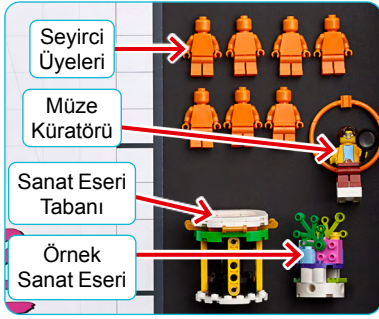 Seyirci
Üyeleri
Müze
Küratörü
Sanat Eseri
Tabanı
Örnek
Sanat Eseri